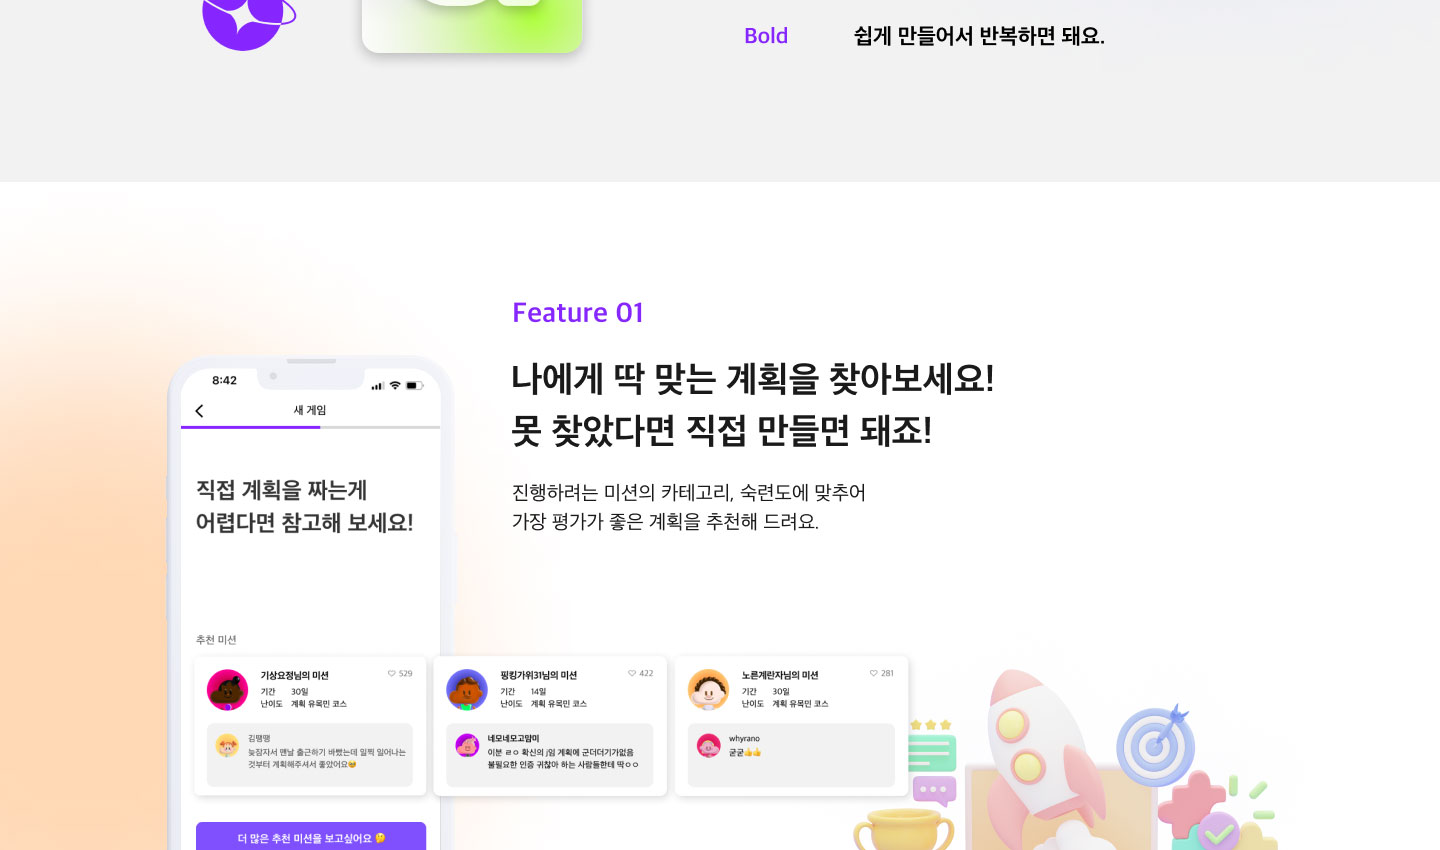 Bold 쉽게 만들어서 반복하면 돼요.
Feature 01
나에게 딱 맞는 계획을 찾아보세요!
못 찾았다면 직접 만들면 돼죠!
진행하려는 미션의 카테고리, 숙련도에 맞추어
가장 평가가 좋은 계획을 추천해 드려요.
8:42
새 게임
직접 계획을 짜는게
어렵다면 참고해 보세요!
추천 미션
기상요정님의 미션 529
기간 30일
난이도 계획 유목민 코스
김땡땡
늦잠자서 맨날 출근하기 바빴는데 일찍 일어나는
것부터 계획해주셔서 좋았어요🥹
핑킹가위31님의 미션 422
기간 14일
난이도 계획 유목민 코스
네모네모고먐미
이분 ㄹㅇ 확신의 J임 계획에 군더더기가없음
불필요한 인증 귀찮아 하는 사람들한테 딱ㅇㅇ
노른계란자님의 미션 281
기간 30일
난이도 계획 유목민 코스
whyrano
굳굳👍👍
더 많은 추천 미션을 보고싶어요 🤔